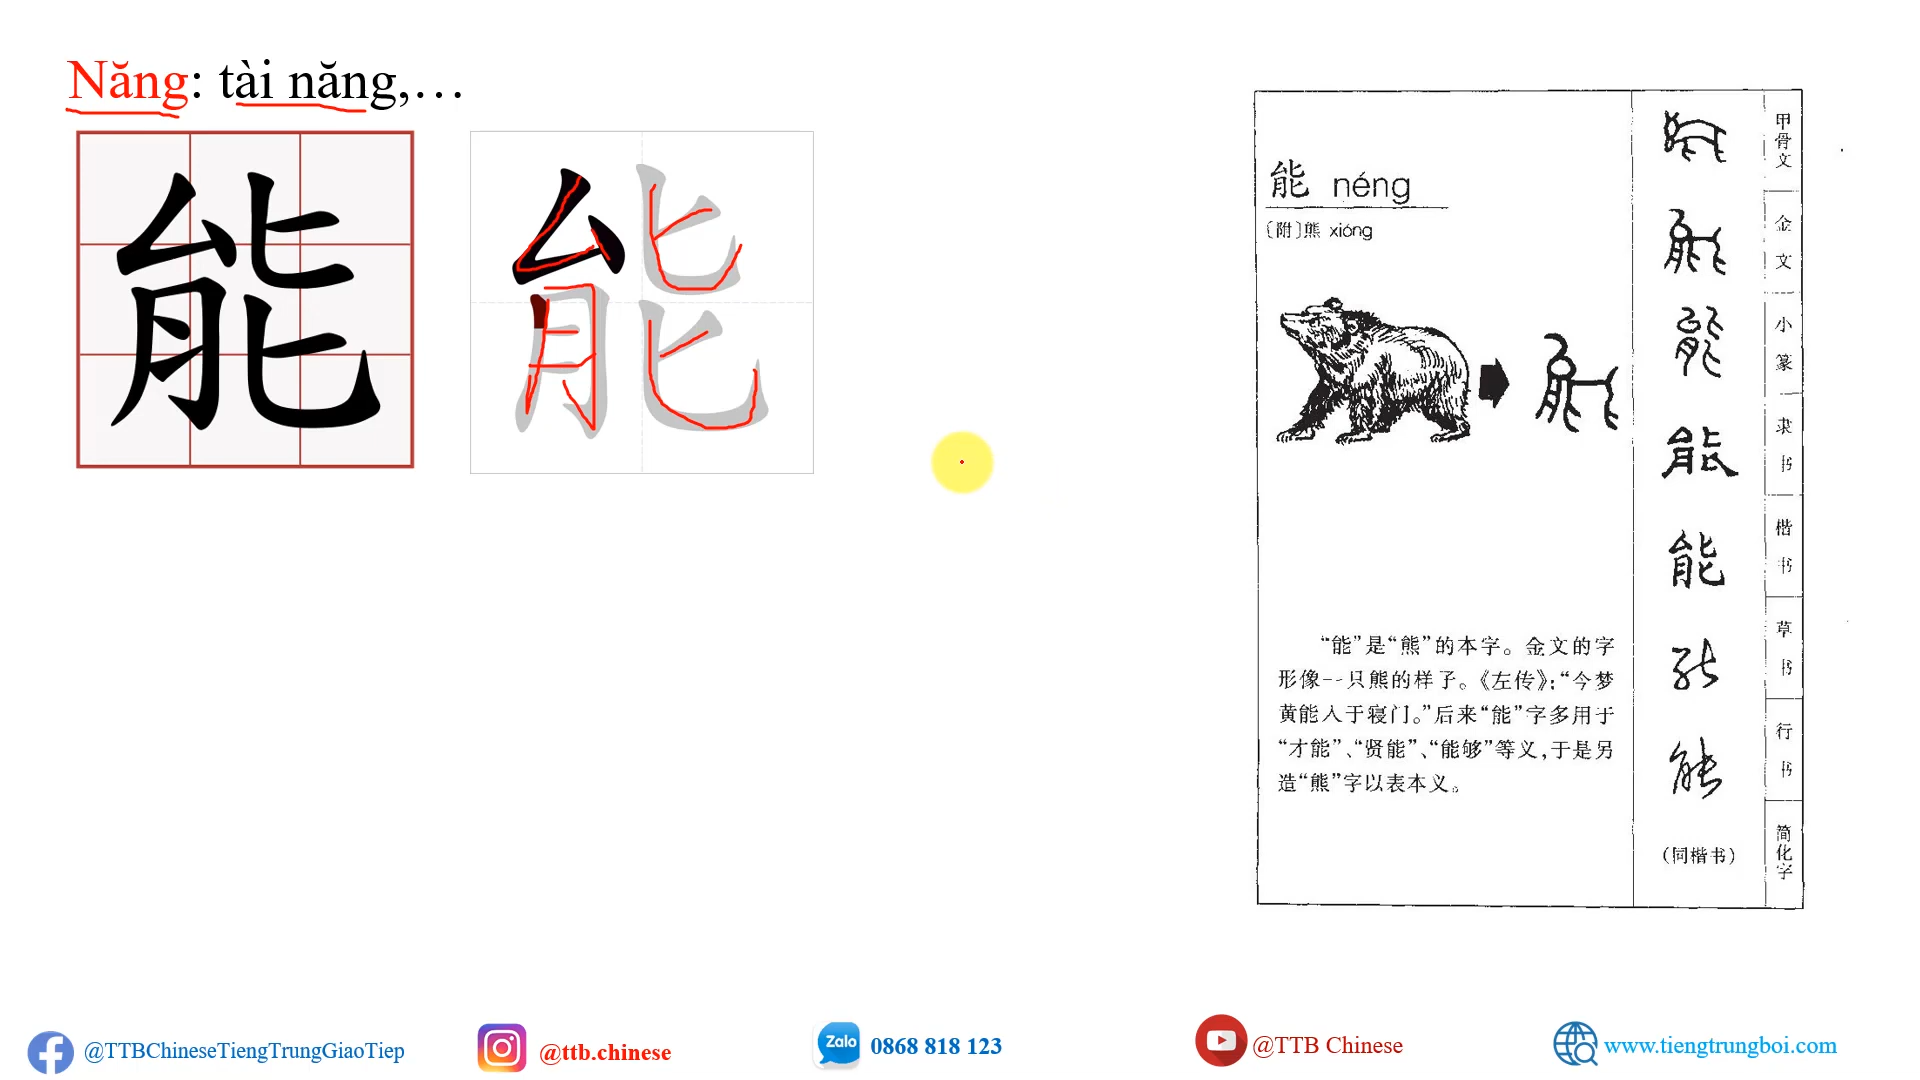 Năng: tài năng,…
能
能
能 néng
〔附〕熊 xióng
“能”是“熊”的本字。金文的字
形像一只熊的样子。《左传》:“今梦
黄能入于寝门。”后来“能”字多用于
“才能”、“贤能”、“能够”等义,于是另
造“熊”字以表本义。
甲骨文
金文
小篆
隶书
楷书
草书
行书
(同楷书)
简化字
@TTBChineseTiengTrungGiaoTiep
@ttb.chinese
Zalo
0868 818 123
@TTB Chinese
www.tiengtrungboi.com